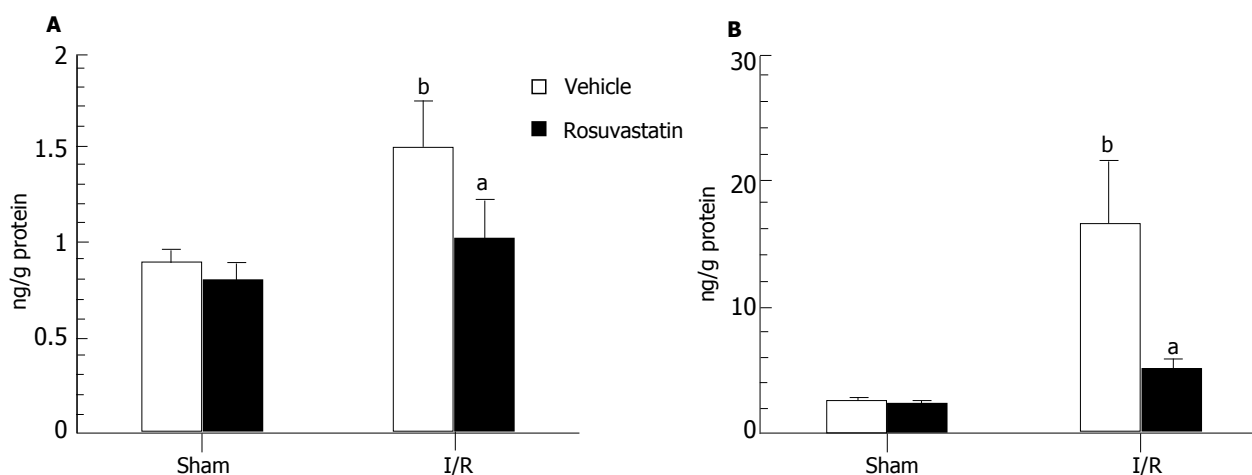 A
2
1.5
1
0.5
0
ng/g protein
b
a
Sham
I/R
Vehicle
Rosuvastatin
B
30
20
10
0
ng/g protein
b
a
Sham
I/R